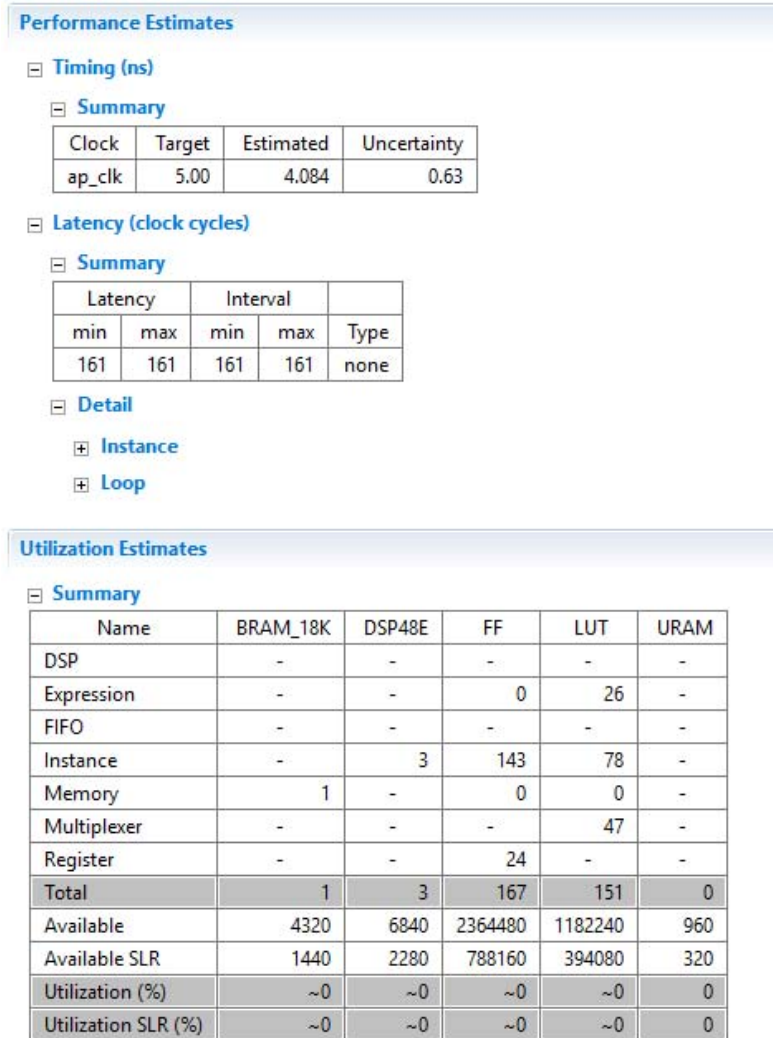 Performance Estimates
Timing (ns)
Summary
Clock Target Estimated Uncertainty
ap_clk 5.00 4.084 0.63
Latency (clock cycles)
Summary
Latency Interval
min max min max Type
161 161 161 161 none
Detail
Instance
Loop
Utilization Estimates
Summary
Name BRAM_18K DSP48E FF LUT URAM
DSP - - - - -
Expression - - 0 26 -
FIFO - - - - -
Instance - 3 143 78 -
Memory 1 - 0 0 -
Multiplexer - - - 47 -
Register - - 24 - -
Total 1 3 167 151 0
Available 4320 6840 2364480 1182240 960
Available SLR 1440 2280 788160 394080 320
Utilization (%) ~0 ~0 ~0 ~0 0
Utilization SLR (%) ~0 ~0 ~0 ~0 0